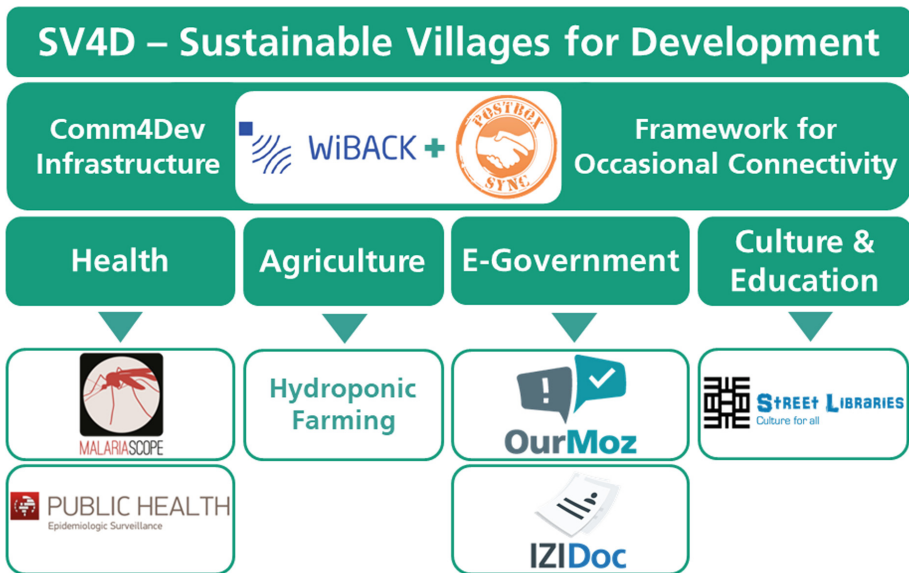 SV4D – Sustainable Villages for Development
Comm4Dev
Infrastructure
WiBACK +
POSTBOX
SYNC
Framework for
Occasional Connectivity
Health
Agriculture
E-Government
Culture &
Education
MALARIASCOPE
Hydroponic
Farming
!
OurMoz
STREET LIBRARIES
Culture for all
PUBLIC HEALTH
Epidemiologic Surveillance
IZIDoc